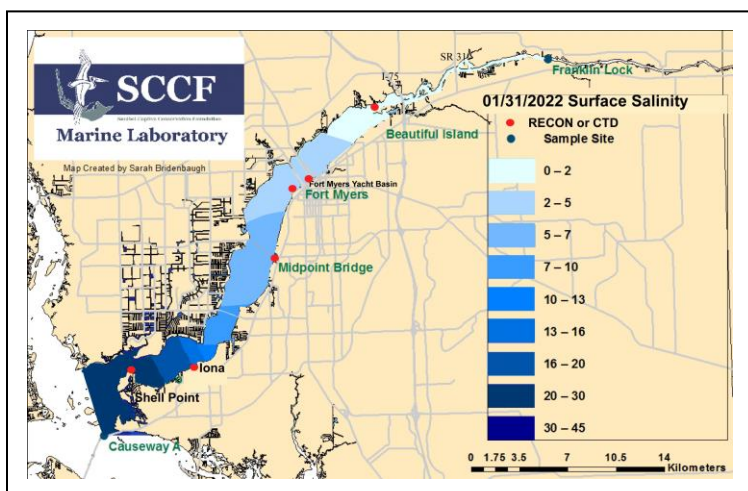 SCCF
Marine Laboratory
Map Created by Sarah Bridenbaugh
I-75
SR 31
Franklin Lock
Beautiful Island
Fort Myers Yacht Basin
Fort Myers
Midpoint Bridge
Iona
Shell Point
Causeway A
01/31/2022 Surface Salinity
RECON or CTD
Sample Site
0 – 2
2 – 5
5 – 7
7 – 10
10 – 13
13 – 16
16 – 20
20 – 30
30 – 45
0 1.75 3.5 7 10.5 14
Kilometers